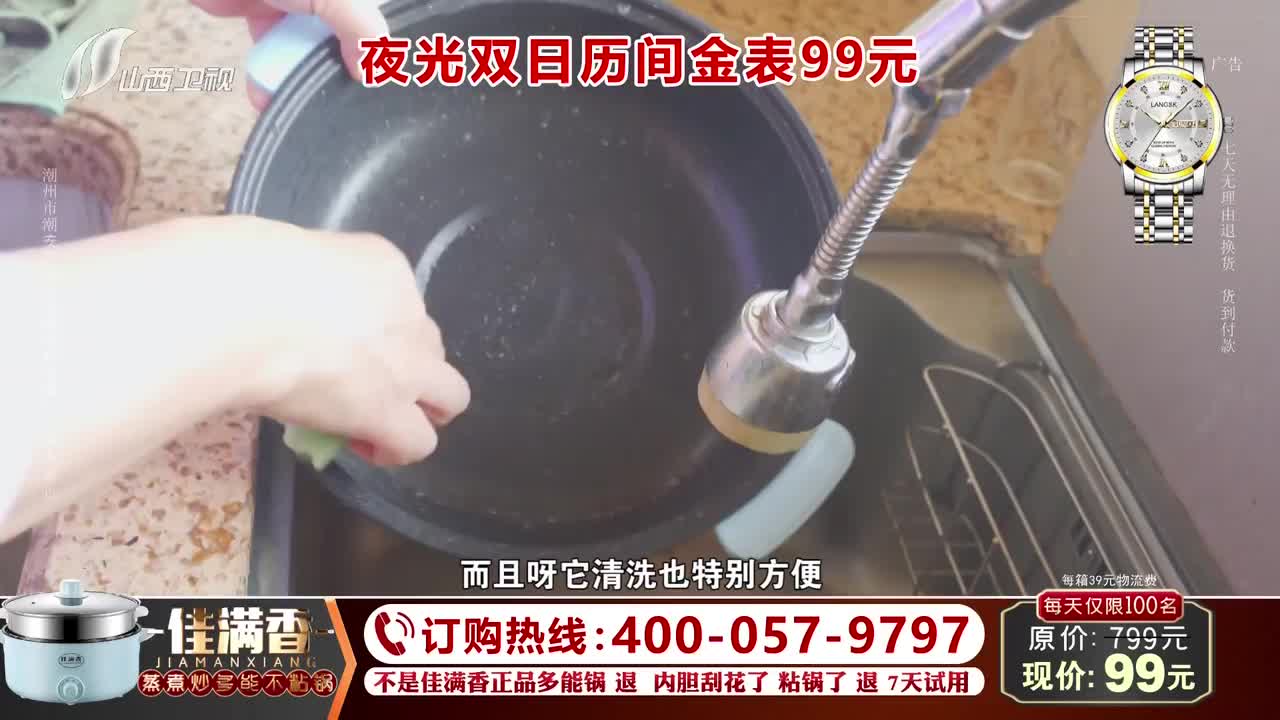 夜光双日历间金表99元
山西卫视
广告
LANGSK
七天无理由退换货 货到付款
潮州市潮
而且呀它清洗也特别方便
每箱39元物流费
佳满香
JIAMANXIANG
蒸煮炒多能不粘锅
订购热线:400-057-9797
不是佳满香正品多能锅 退 内胆刮花了 粘锅了 退 7天试用
每天仅限100名
原价: 799元
现价: 99元